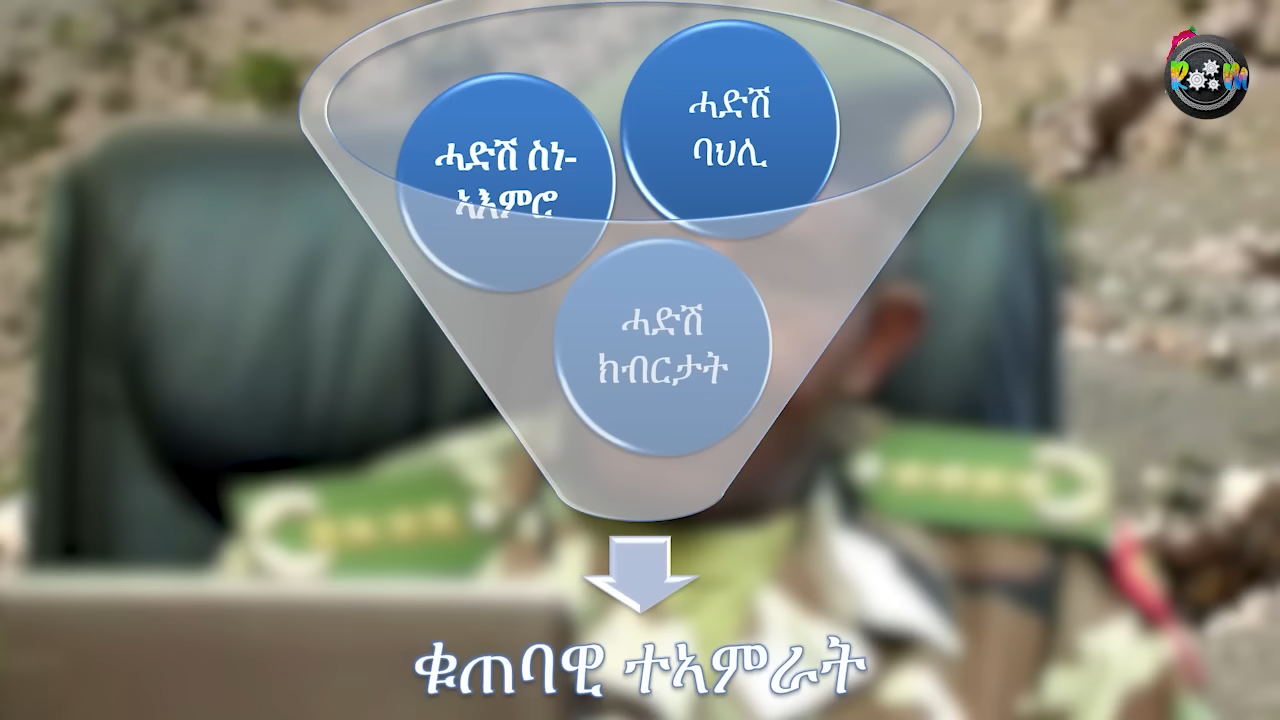 ሓድሽ ስነ-
ኣእምሮ
ሓድሽ
ባህሊ
ሓድሽ
ክብርታት
ቁጠባዊ ተኣምራት